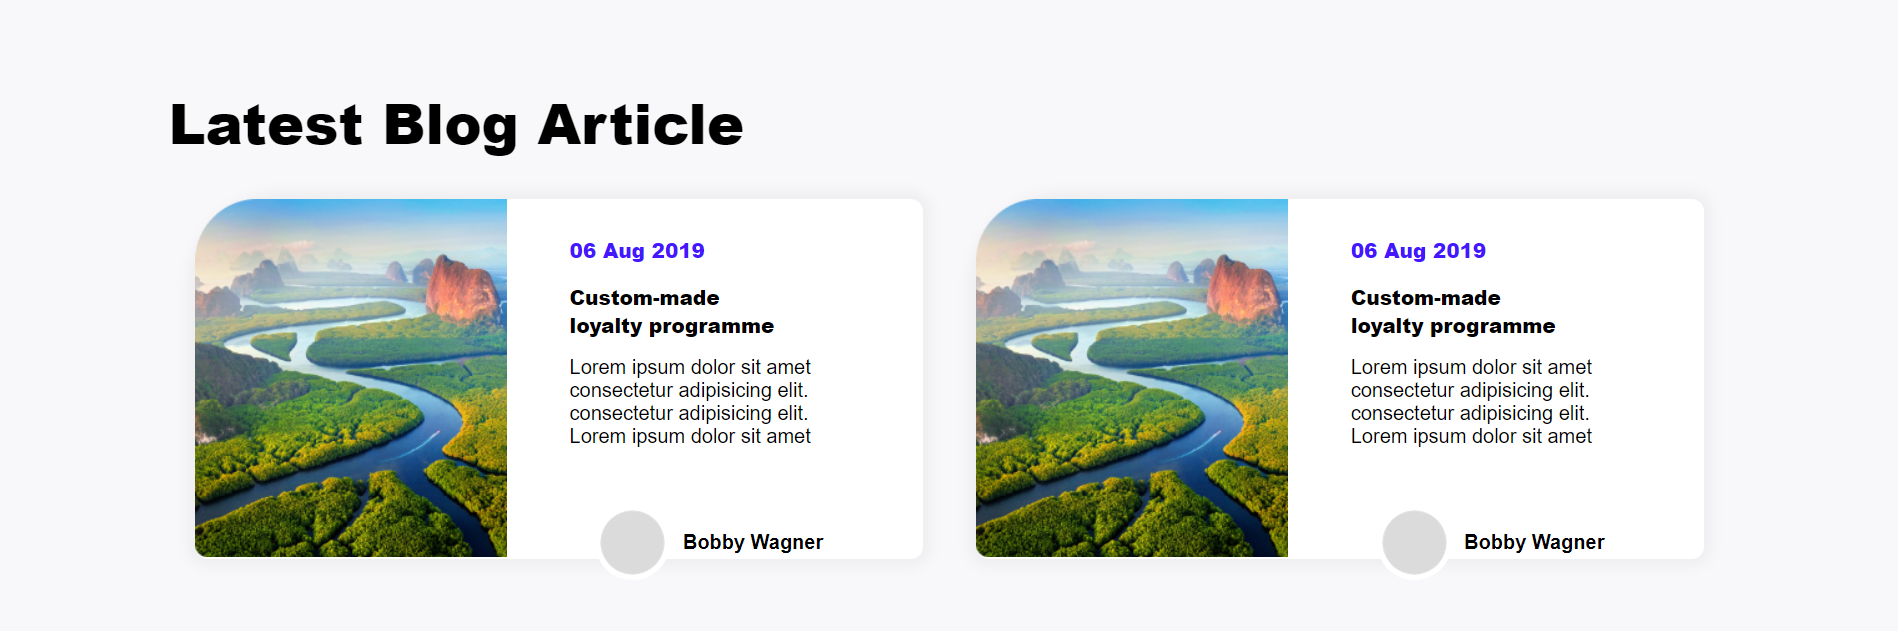 Latest Blog Article
06 Aug 2019
Custom-made
loyalty programme
Lorem ipsum dolor sit amet
consectetur adipisicing elit.
consectetur adipisicing elit.
Lorem ipsum dolor sit amet
Bobby Wagner
06 Aug 2019
Custom-made
loyalty programme
Lorem ipsum dolor sit amet
consectetur adipisicing elit.
consectetur adipisicing elit.
Lorem ipsum dolor sit amet
Bobby Wagner